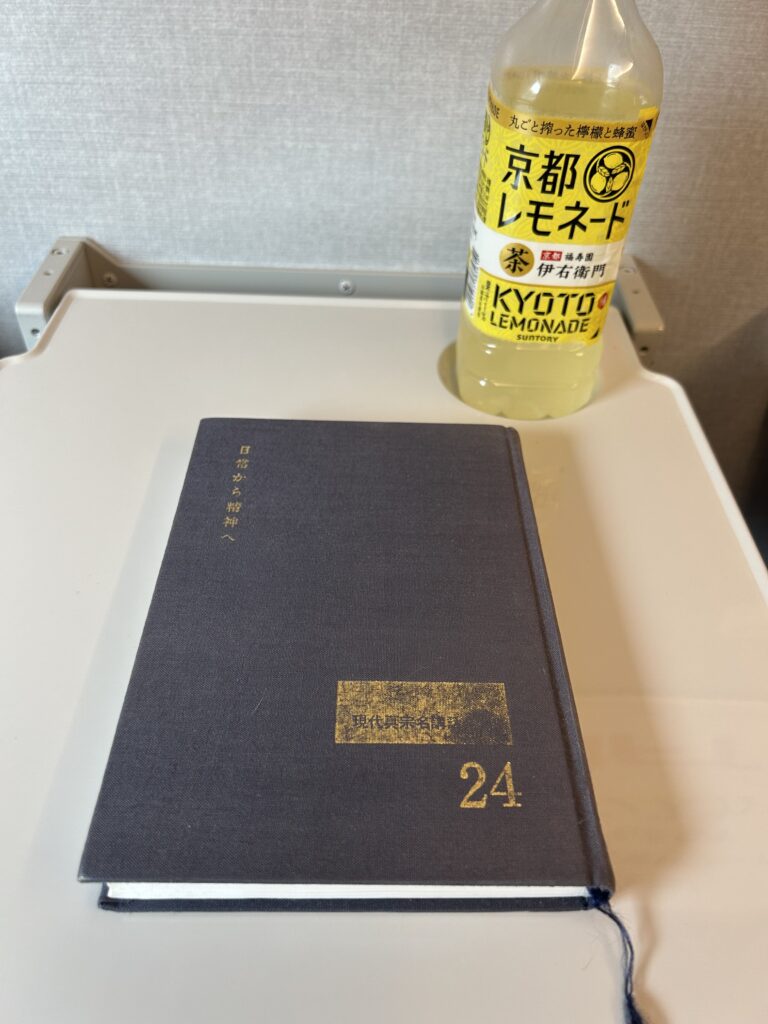 丸ごと搾った檸檬と蜂蜜
京都
レモネード
茶
京都 福寿園
伊右衛門
KYOTO
LEMONADE
SUNTORY
日常から精神へ
現代真宗名講
24